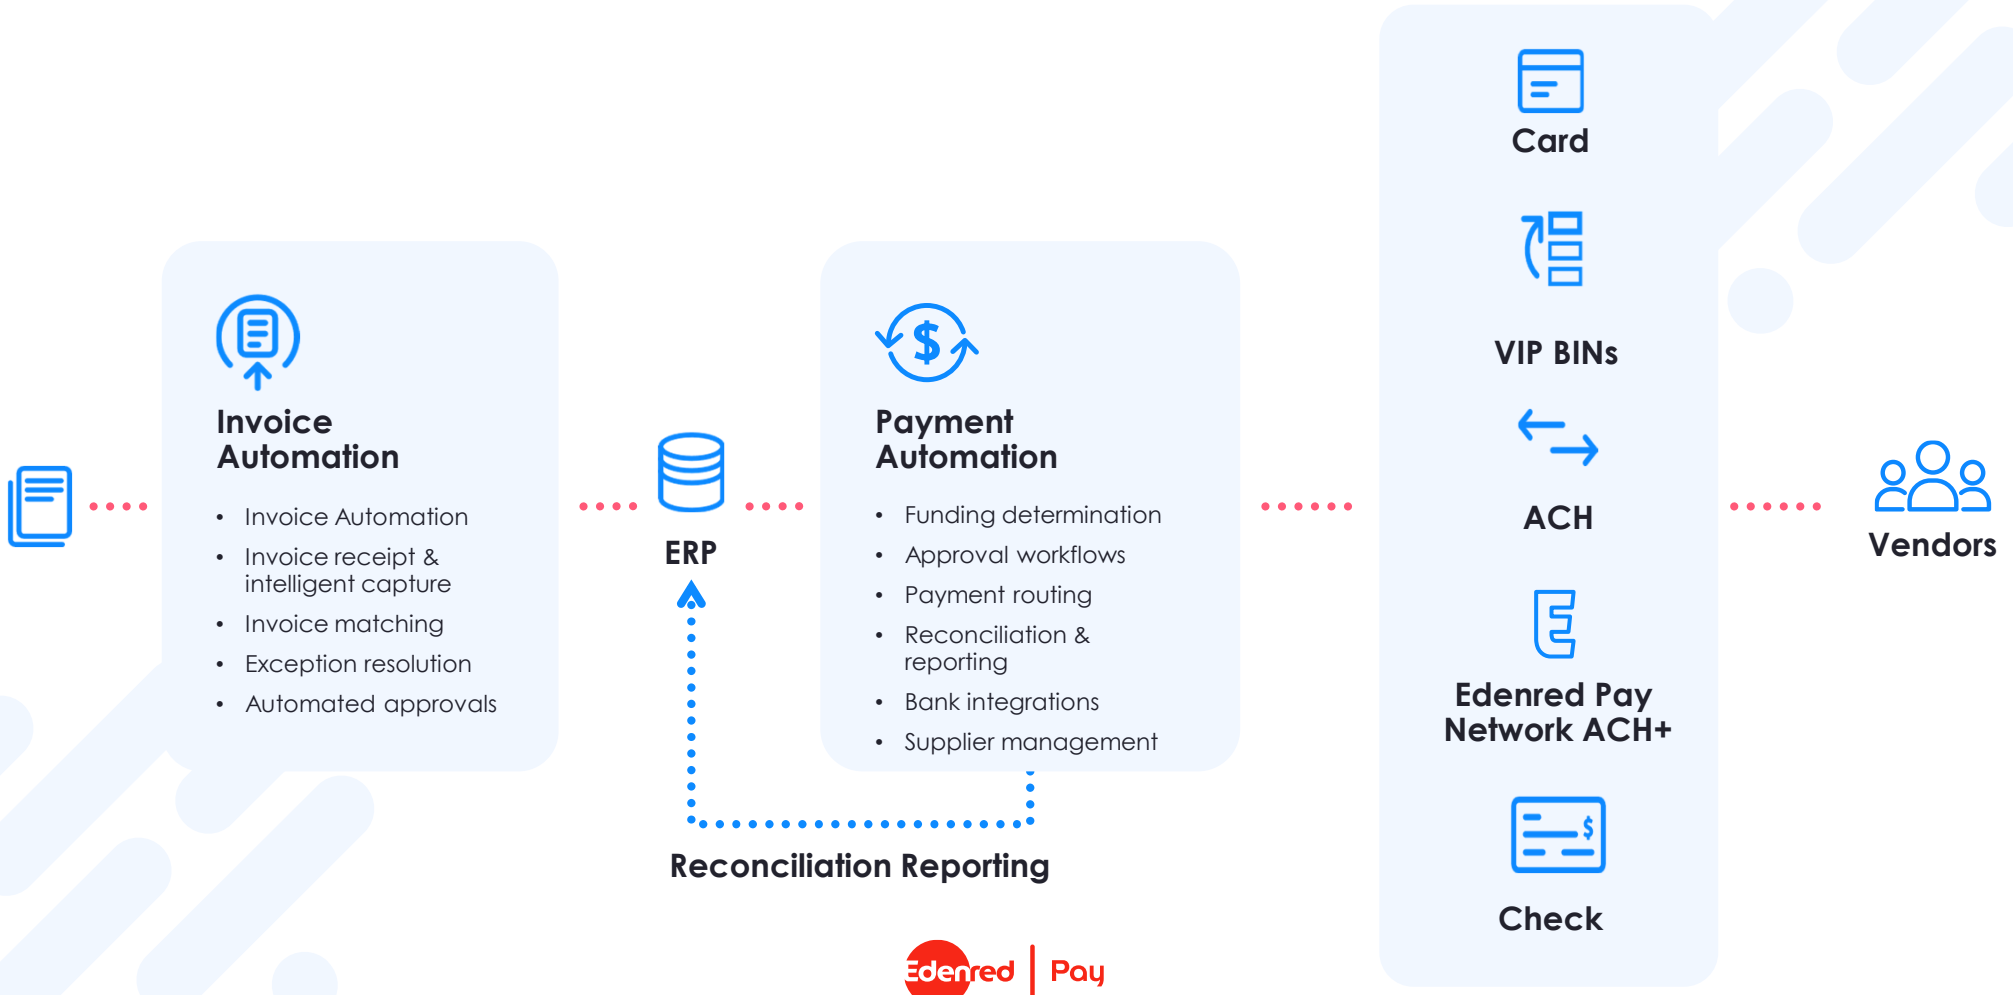 Invoice
Automation
• Invoice Automation
• Invoice receipt &
intelligent capture
• Invoice matching
• Exception resolution
• Automated approvals
ERP
Payment
Automation
• Funding determination
• Approval workflows
• Payment routing
• Reconciliation &
reporting
• Bank integrations
• Supplier management
Reconciliation Reporting
Card
VIP BINs
ACH
Edenred Pay
Network ACH+
Check
Vendors
Edenred | Pay